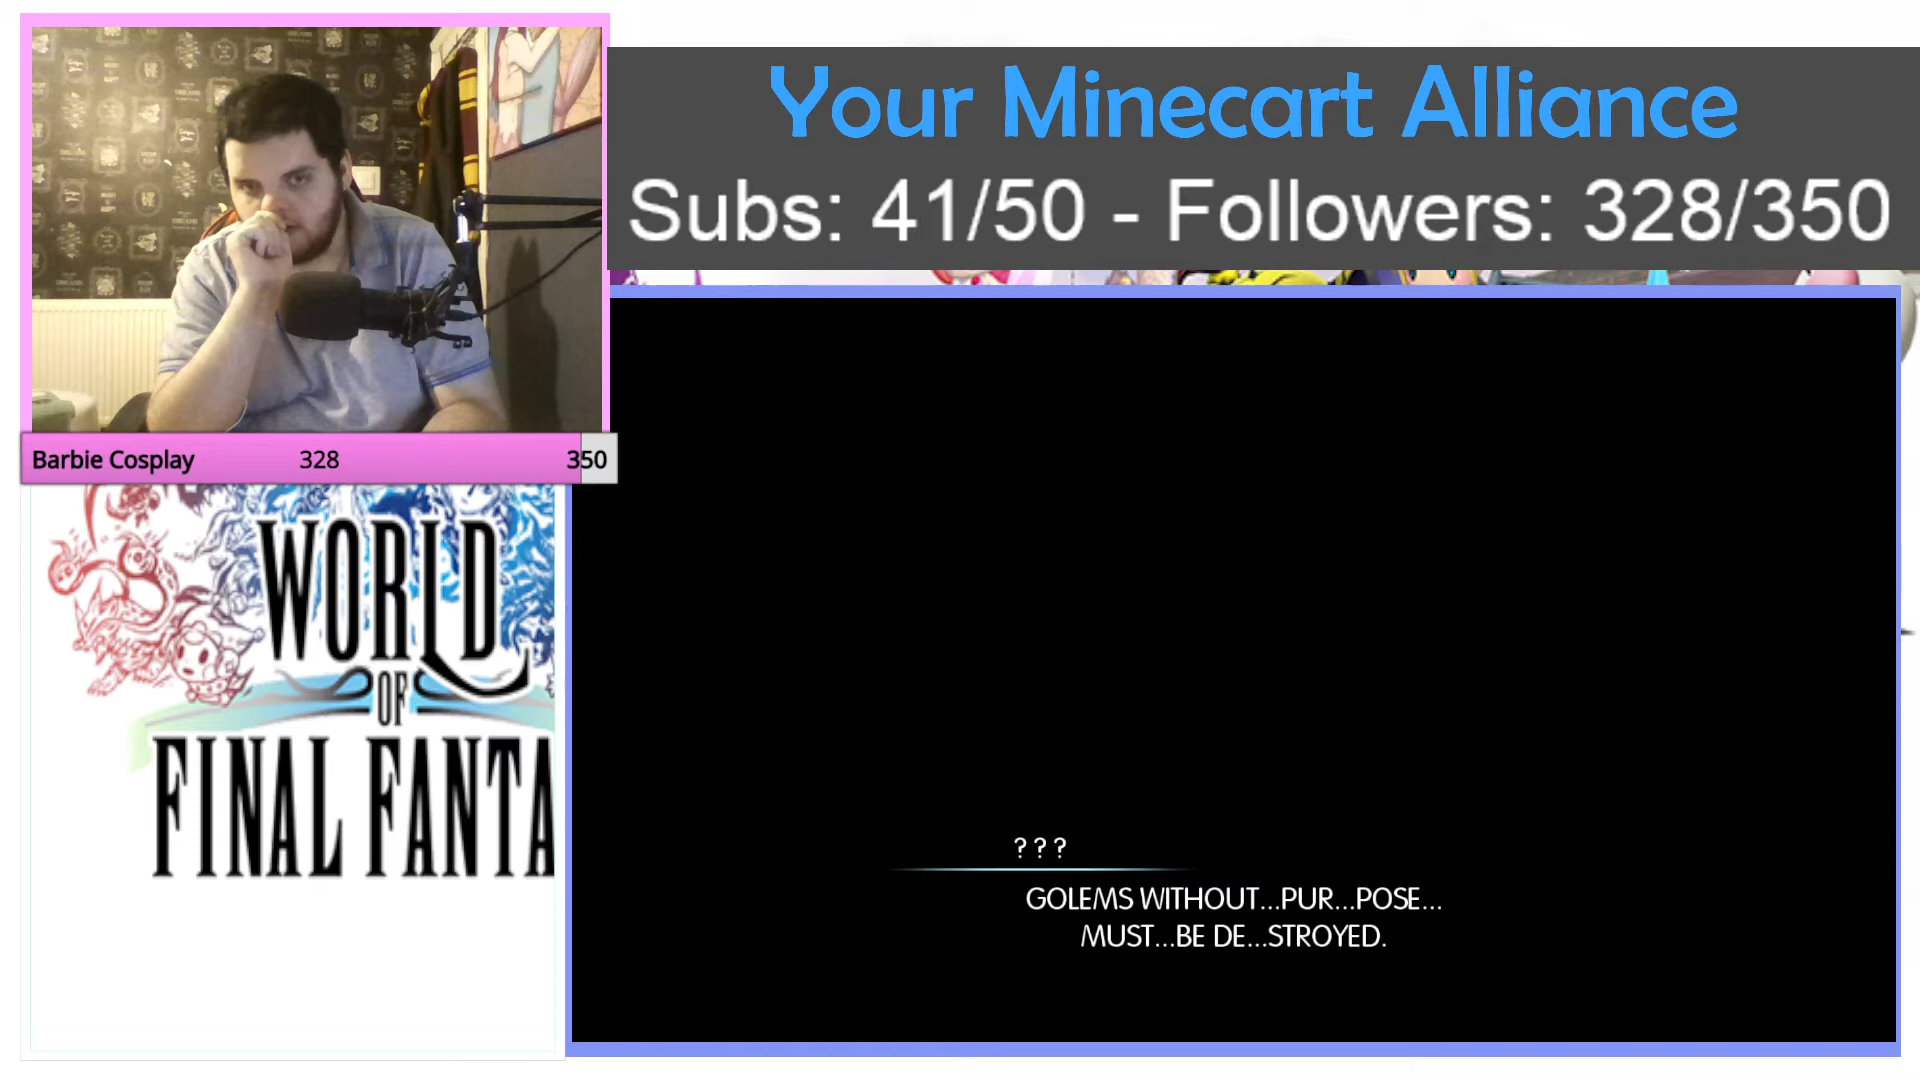 Your Minecart Alliance
Subs: 41/50 - Followers: 328/350
Barbie Cosplay 328 350
WORLD
OF
FINAL FANTA
???
GOLEMS WITHOUT...PUR...POSE...
MUST...BE DE...STROYED.